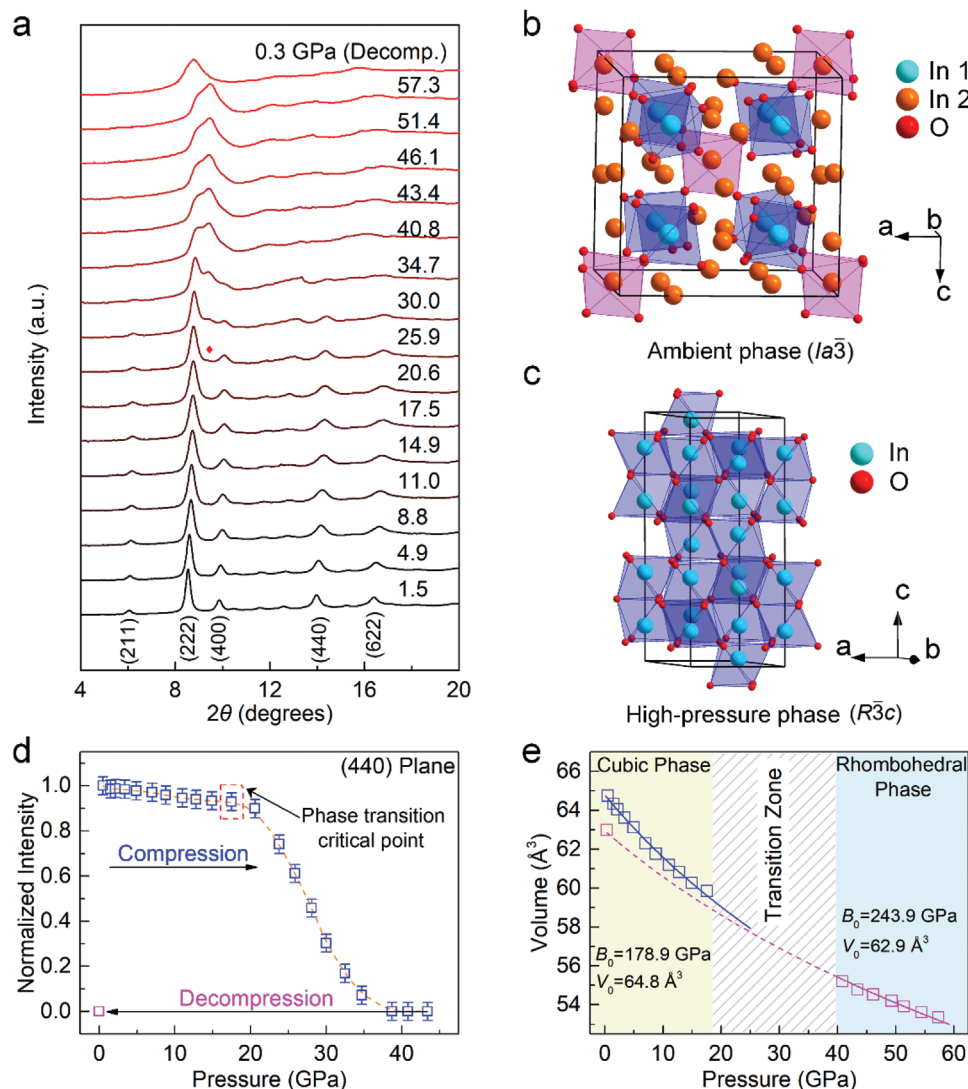 a
0.3 GPa (Decomp.)
57.3
51.4
46.1
43.4
40.8
34.7
30.0
25.9
20.6
17.5
14.9
11.0
8.8
4.9
1.5
(211)
(222)
(400)
(440)
(622)
4 8 12 16 20
2θ (degrees)
Intensity (a.u.)
b
In 1
In 2
O
a
b
c
Ambient phase (Ia3̅)
c
In
O
c
a
b
High-pressure phase (R3̅c)
d
(440) Plane
Phase transition
critical point
Compression
Decompression
1.0
0.8
0.6
0.4
0.2
0.0
Normalized Intensity
0 10 20 30 40
Pressure (GPa)
e
Cubic Phase
Transition Zone
Rhombohedral
Phase
B₀=178.9 GPa
V₀=64.8 Å³
B₀=243.9 GPa
V₀=62.9 Å³
66
64
62
60
58
56
54
Volume (Å³)
0 10 20 30 40 50 60
Pressure (GPa)